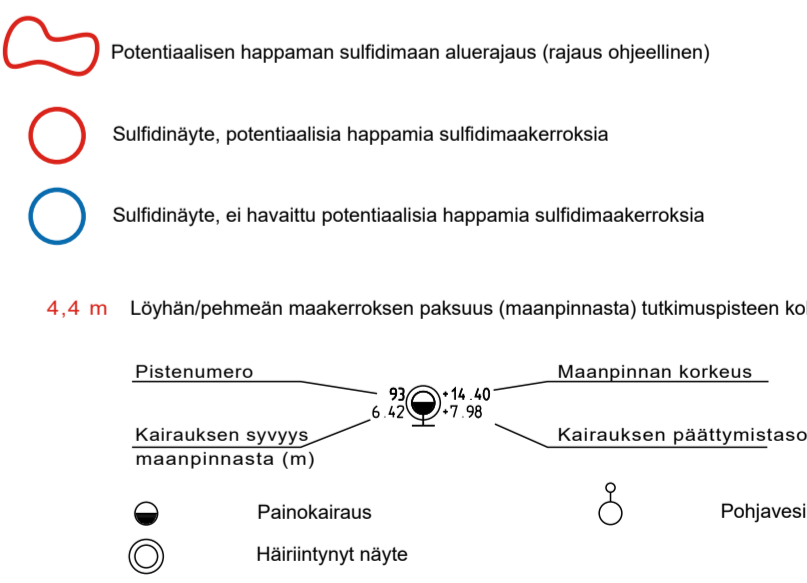 Potentiaalisen happaman sulfidimaan aluerajaus (rajaus ohjeellinen)
Sulfidinäyte, potentiaalisia happamia sulfidimaakerroksia
Sulfidinäyte, ei havaittu potentiaalisia happamia sulfidimaakerroksia
4,4 m Löyhän/pehmeän maakerroksen paksuus (maanpinnasta) tutkimuspisteen
Pistenumero
Maanpinnan korkeus
93 +14.40
6.42 +7.98
Kairauksen syvyys
maanpinnasta (m)
Kairauksen päättymistaso
Painokairaus
Pohjavesi
Häiriintynyt näyte